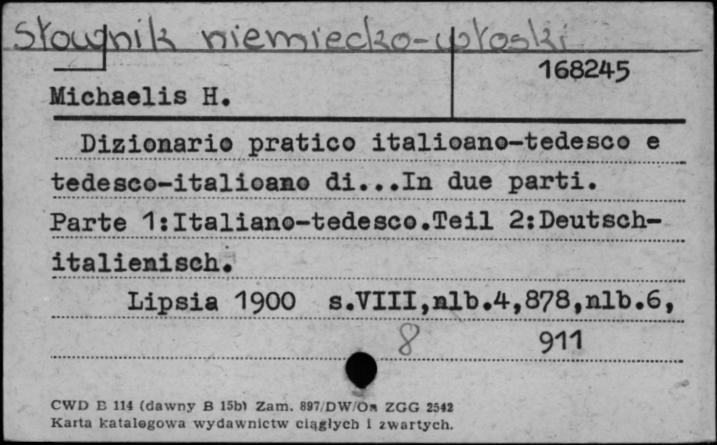 Słownik niemiecko-włoski
168245
Michaelis H.
Dizionario pratico italioano-tedesco e
tedesco-italioano di...In due parti.
Parte 1:Italiano-tedesco.Teil 2:Deutsch-
italienisch.
Lipsia 1900 s.VIII,nlb.4,878,nlb.6,
8 911
CWD E 114 (dawny B 15b) Zam. 897/DW/On ZGG 2542
Karta katalogowa wydawnictw ciągłych i zwartych.